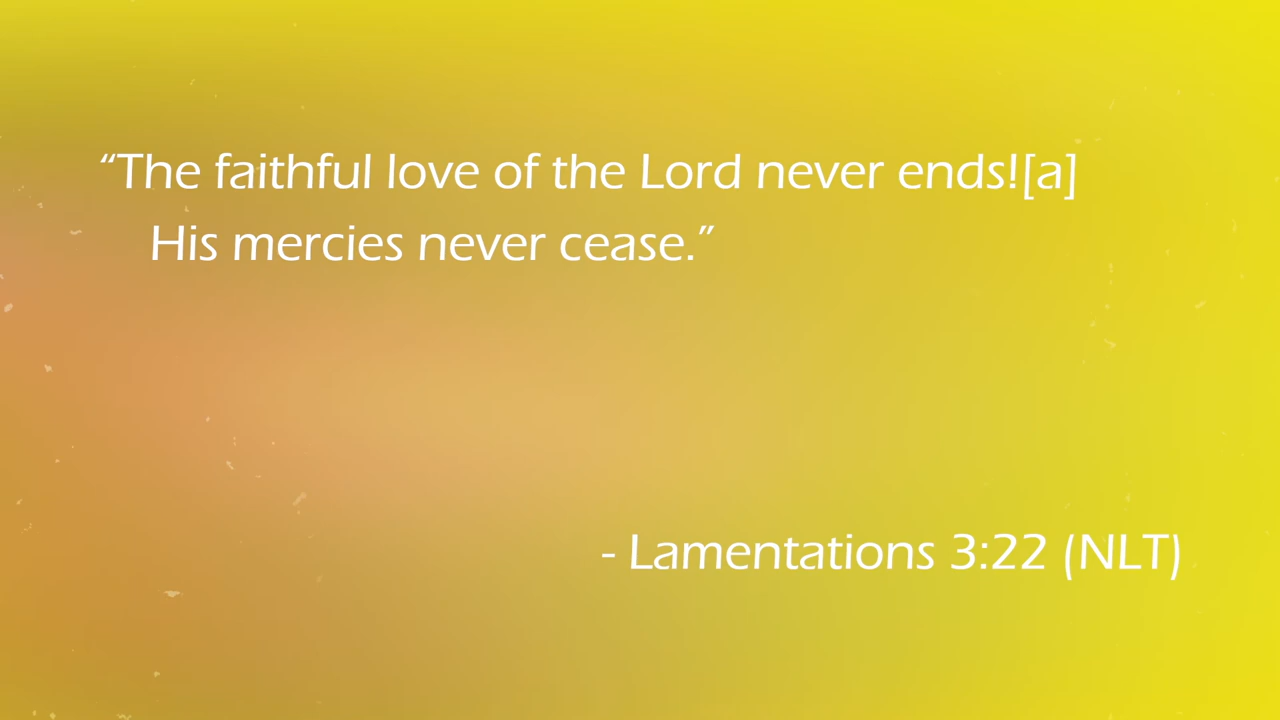 “The faithful love of the Lord never ends![a]
His mercies never cease.”
- Lamentations 3:22 (NLT)